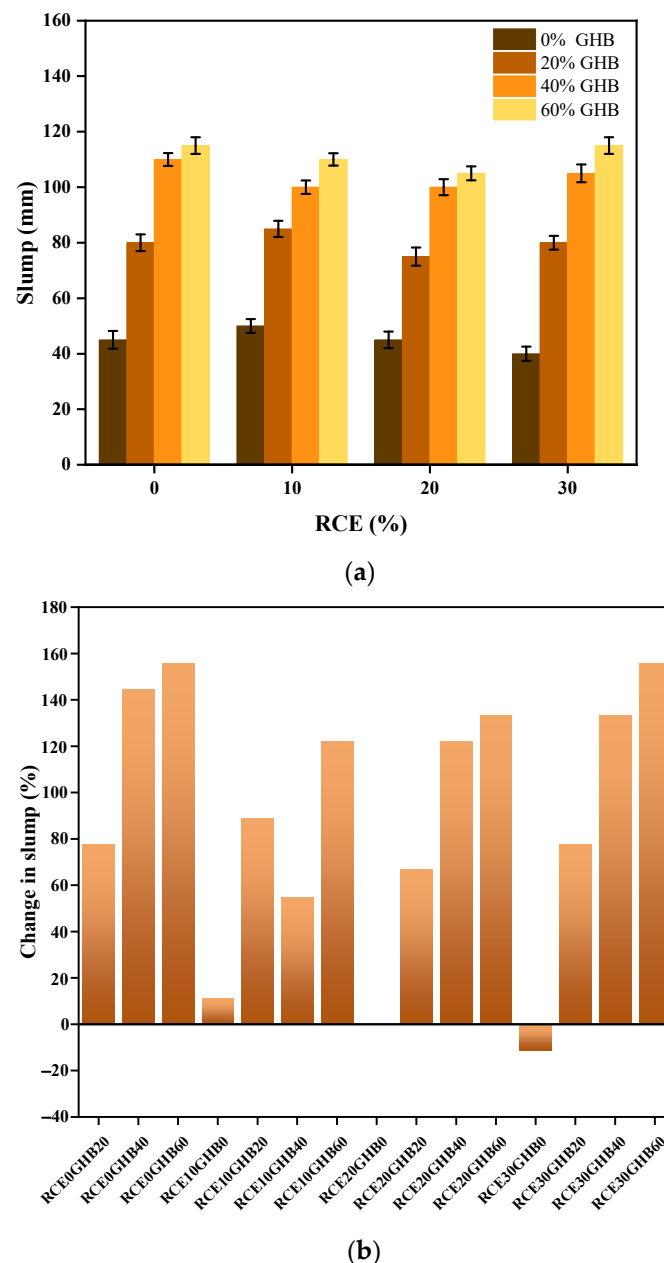 160
140
120
100
80
60
40
20
0
Slump (mm)
0% GHB
20% GHB
40% GHB
60% GHB
0 10 20 30
RCE (%)
(a)
180
160
140
120
100
80
60
40
20
0
−20
−40
Change in slump (%)
RCE0GHB20
RCE0GHB40
RCE0GHB60
RCE10GHB0
RCE10GHB20
RCE10GHB40
RCE10GHB60
RCE20GHB0
RCE20GHB20
RCE20GHB40
RCE20GHB60
RCE30GHB0
RCE30GHB20
RCE30GHB40
RCE30GHB60
(b)